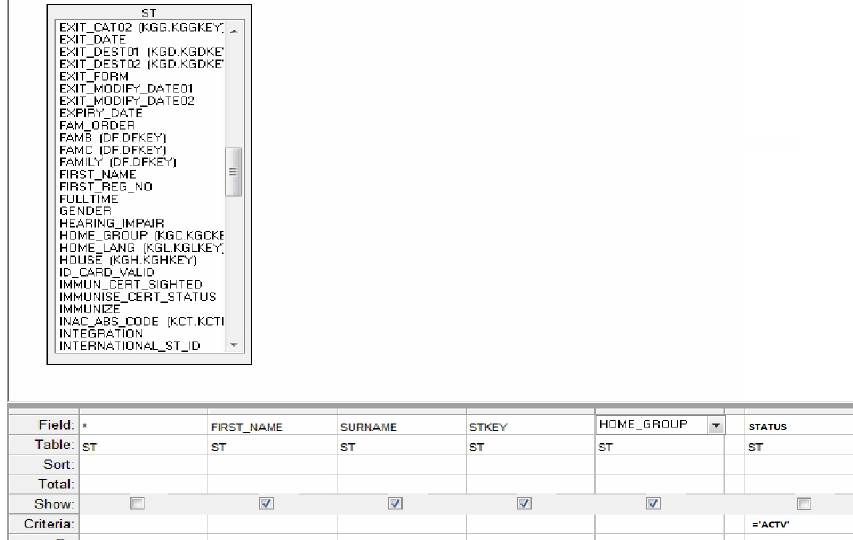 ST
EXIT_CAT02 (KGG.KGGKEY)
EXIT_DATE
EXIT_DEST01 (KGD.KGDKE
EXIT_DEST02 (KGD.KGDKE
EXIT_FORM
EXIT_MODIFY_DATE01
EXIT_MODIFY_DATE02
EXPIRY_DATE
FAM_ORDER
FAMB (DF.DFKEY)
FAMC (DF.DFKEY)
FAMILY (DF.DFKEY)
FIRST_NAME
FIRST_REG_NO
FULLTIME
GENDER
HEARING_IMPAIR
HOME_GROUP (KGC.KGCKE
HOME_LANG (KGL.KGLKEY)
HOUSE (KGH.KGHKEY)
ID_CARD_VALID
IMMUN_CERT_SIGHTED
IMMUNISE_CERT_STATUS
IMMUNIZE
INAC_ABS_CODE (KCT.KCTI
INTEGRATION
INTERNATIONAL_ST_ID
Field: * FIRST_NAME SURNAME STKEY HOME_GROUP STATUS
Table: ST ST ST ST ST ST
Sort:
Total:
Show:
Criteria: ='ACTV'